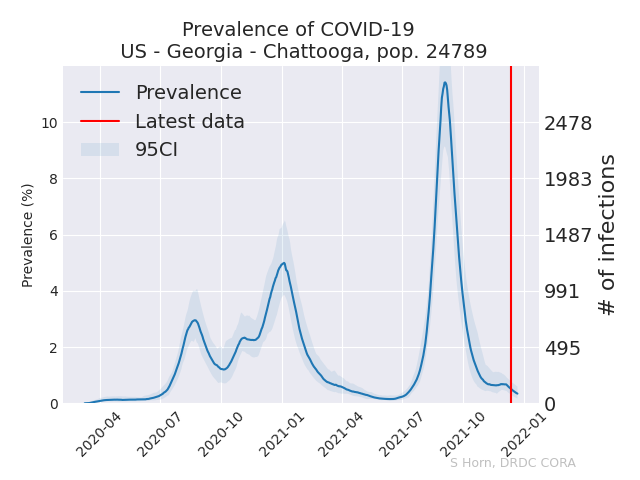 Prevalence of COVID-19
US - Georgia - Chattooga, pop. 24789
Prevalence
Latest data
95CI
Prevalence (%)
10
8
6
4
2
0
2478
1983
1487
991
495
0
# of infections
2020-04
2020-07
2020-10
2021-01
2021-04
2021-07
2021-10
2022-01
S Horn, DRDC CORA